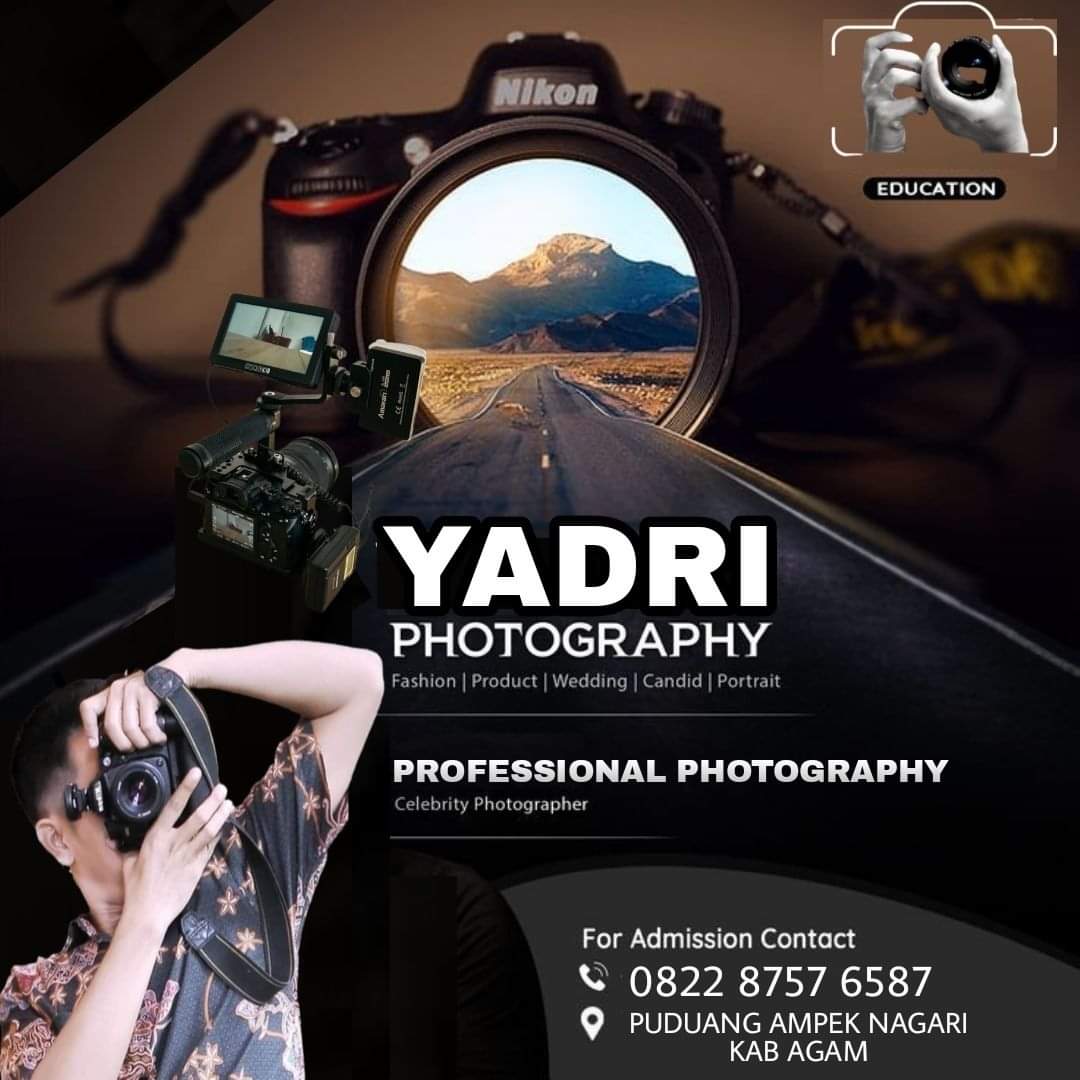 Nikon
EDUCATION
YADRI
PHOTOGRAPHY
Fashion | Product | Wedding | Candid | Portrait
PROFESSIONAL PHOTOGRAPHY
Celebrity Photographer
For Admission Contact
0822 8757 6587
PUDUANG AMPEK NAGARI
KAB AGAM